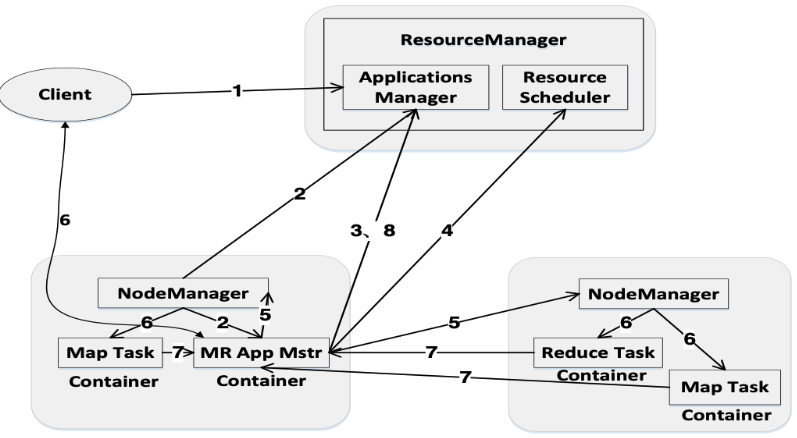 ResourceManager
Client
1
Applications
Manager
Resource
Scheduler
2
6
3、 8
4
NodeManager
5
6
2
Map Task
7
MR App Mstr
Container
Container
5
7
7
NodeManager
6
6
Reduce Task
Container
Map Task
Container